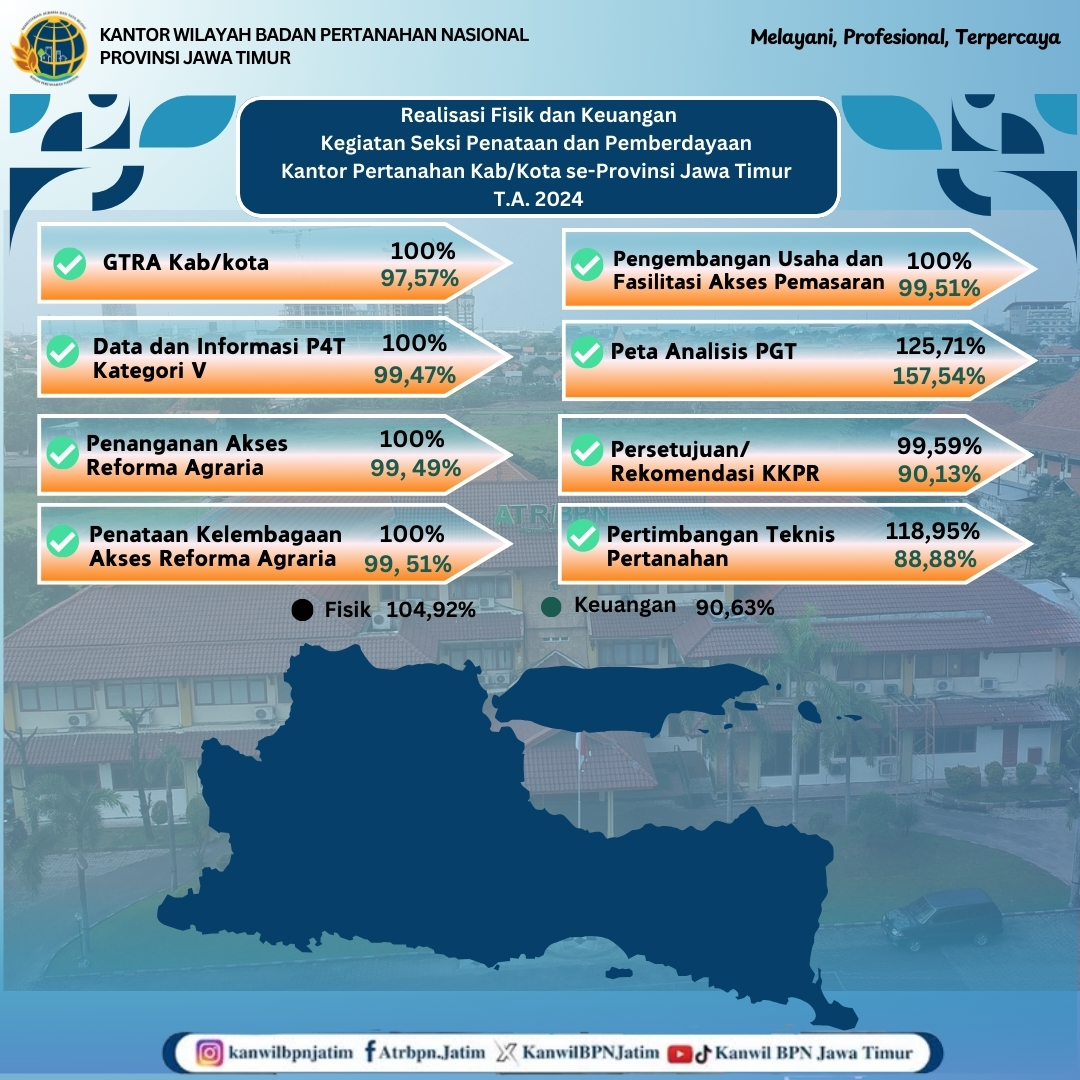 KANTOR WILAYAH BADAN PERTANAHAN NASIONAL
PROVINSI JAWA TIMUR
Melayani, Profesional, Terpercaya
Realisasi Fisik dan Keuangan
Kegiatan Seksi Penataan dan Pemberdayaan
Kantor Pertanahan Kab/Kota se-Provinsi Jawa Timur
T.A. 2024
GTRA Kab/kota
100%
97,57%
Data dan Informasi P4T
Kategori V
100%
99,47%
Penanganan Akses
Reforma Agraria
100%
99, 49%
Penataan Kelembagaan
Akses Reforma Agraria
100%
99, 51%
Pengembangan Usaha dan
Fasilitasi Akses Pemasaran
100%
99,51%
Peta Analisis PGT
125,71%
157,54%
Persetujuan/
Rekomendasi KKPR
99,59%
90,13%
Pertimbangan Teknis
Pertanahan
118,95%
88,88%
ATR/BPN
Fisik 104,92%
Keuangan 90,63%
kanwilbpnjatim Atrbpn.Jatim KanwilBPNJatim Kanwil BPN Jawa Timur